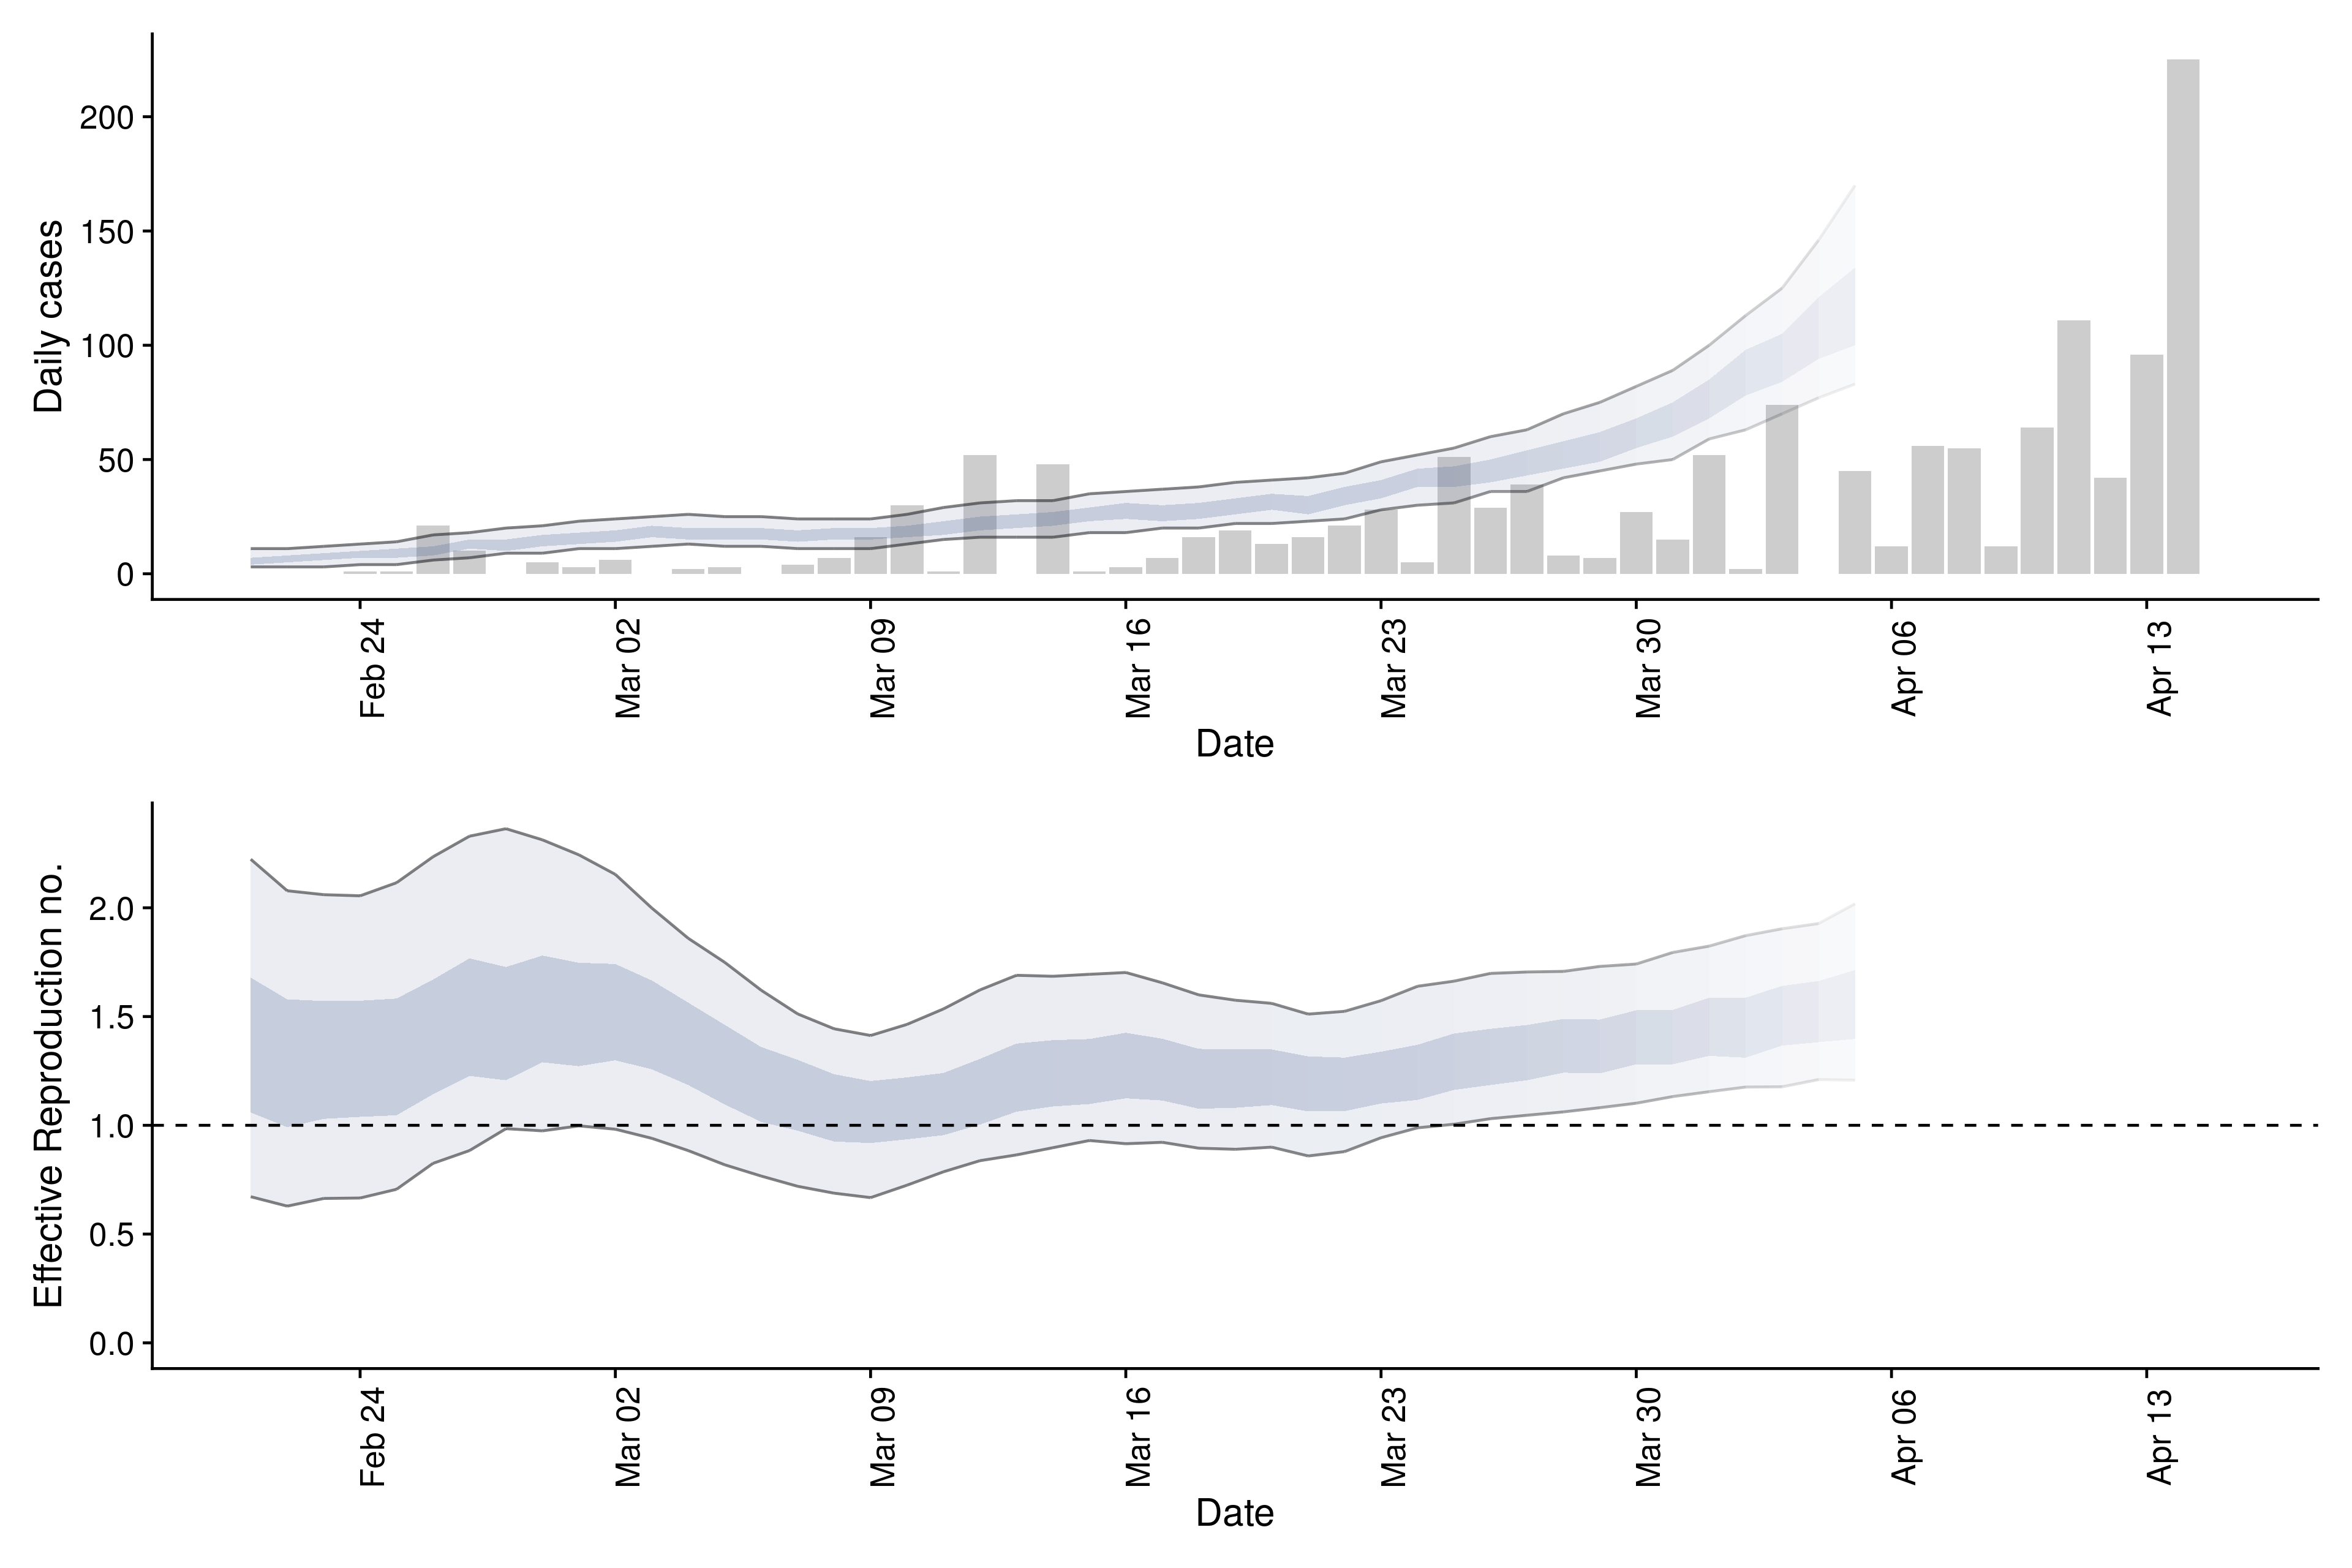 Daily cases
200
150
100
50
0
Feb 24
Mar 02
Mar 09
Mar 16
Mar 23
Mar 30
Apr 06
Apr 13
Date
Effective Reproduction no.
2.0
1.5
1.0
0.5
0.0
Feb 24
Mar 02
Mar 09
Mar 16
Mar 23
Mar 30
Apr 06
Apr 13
Date